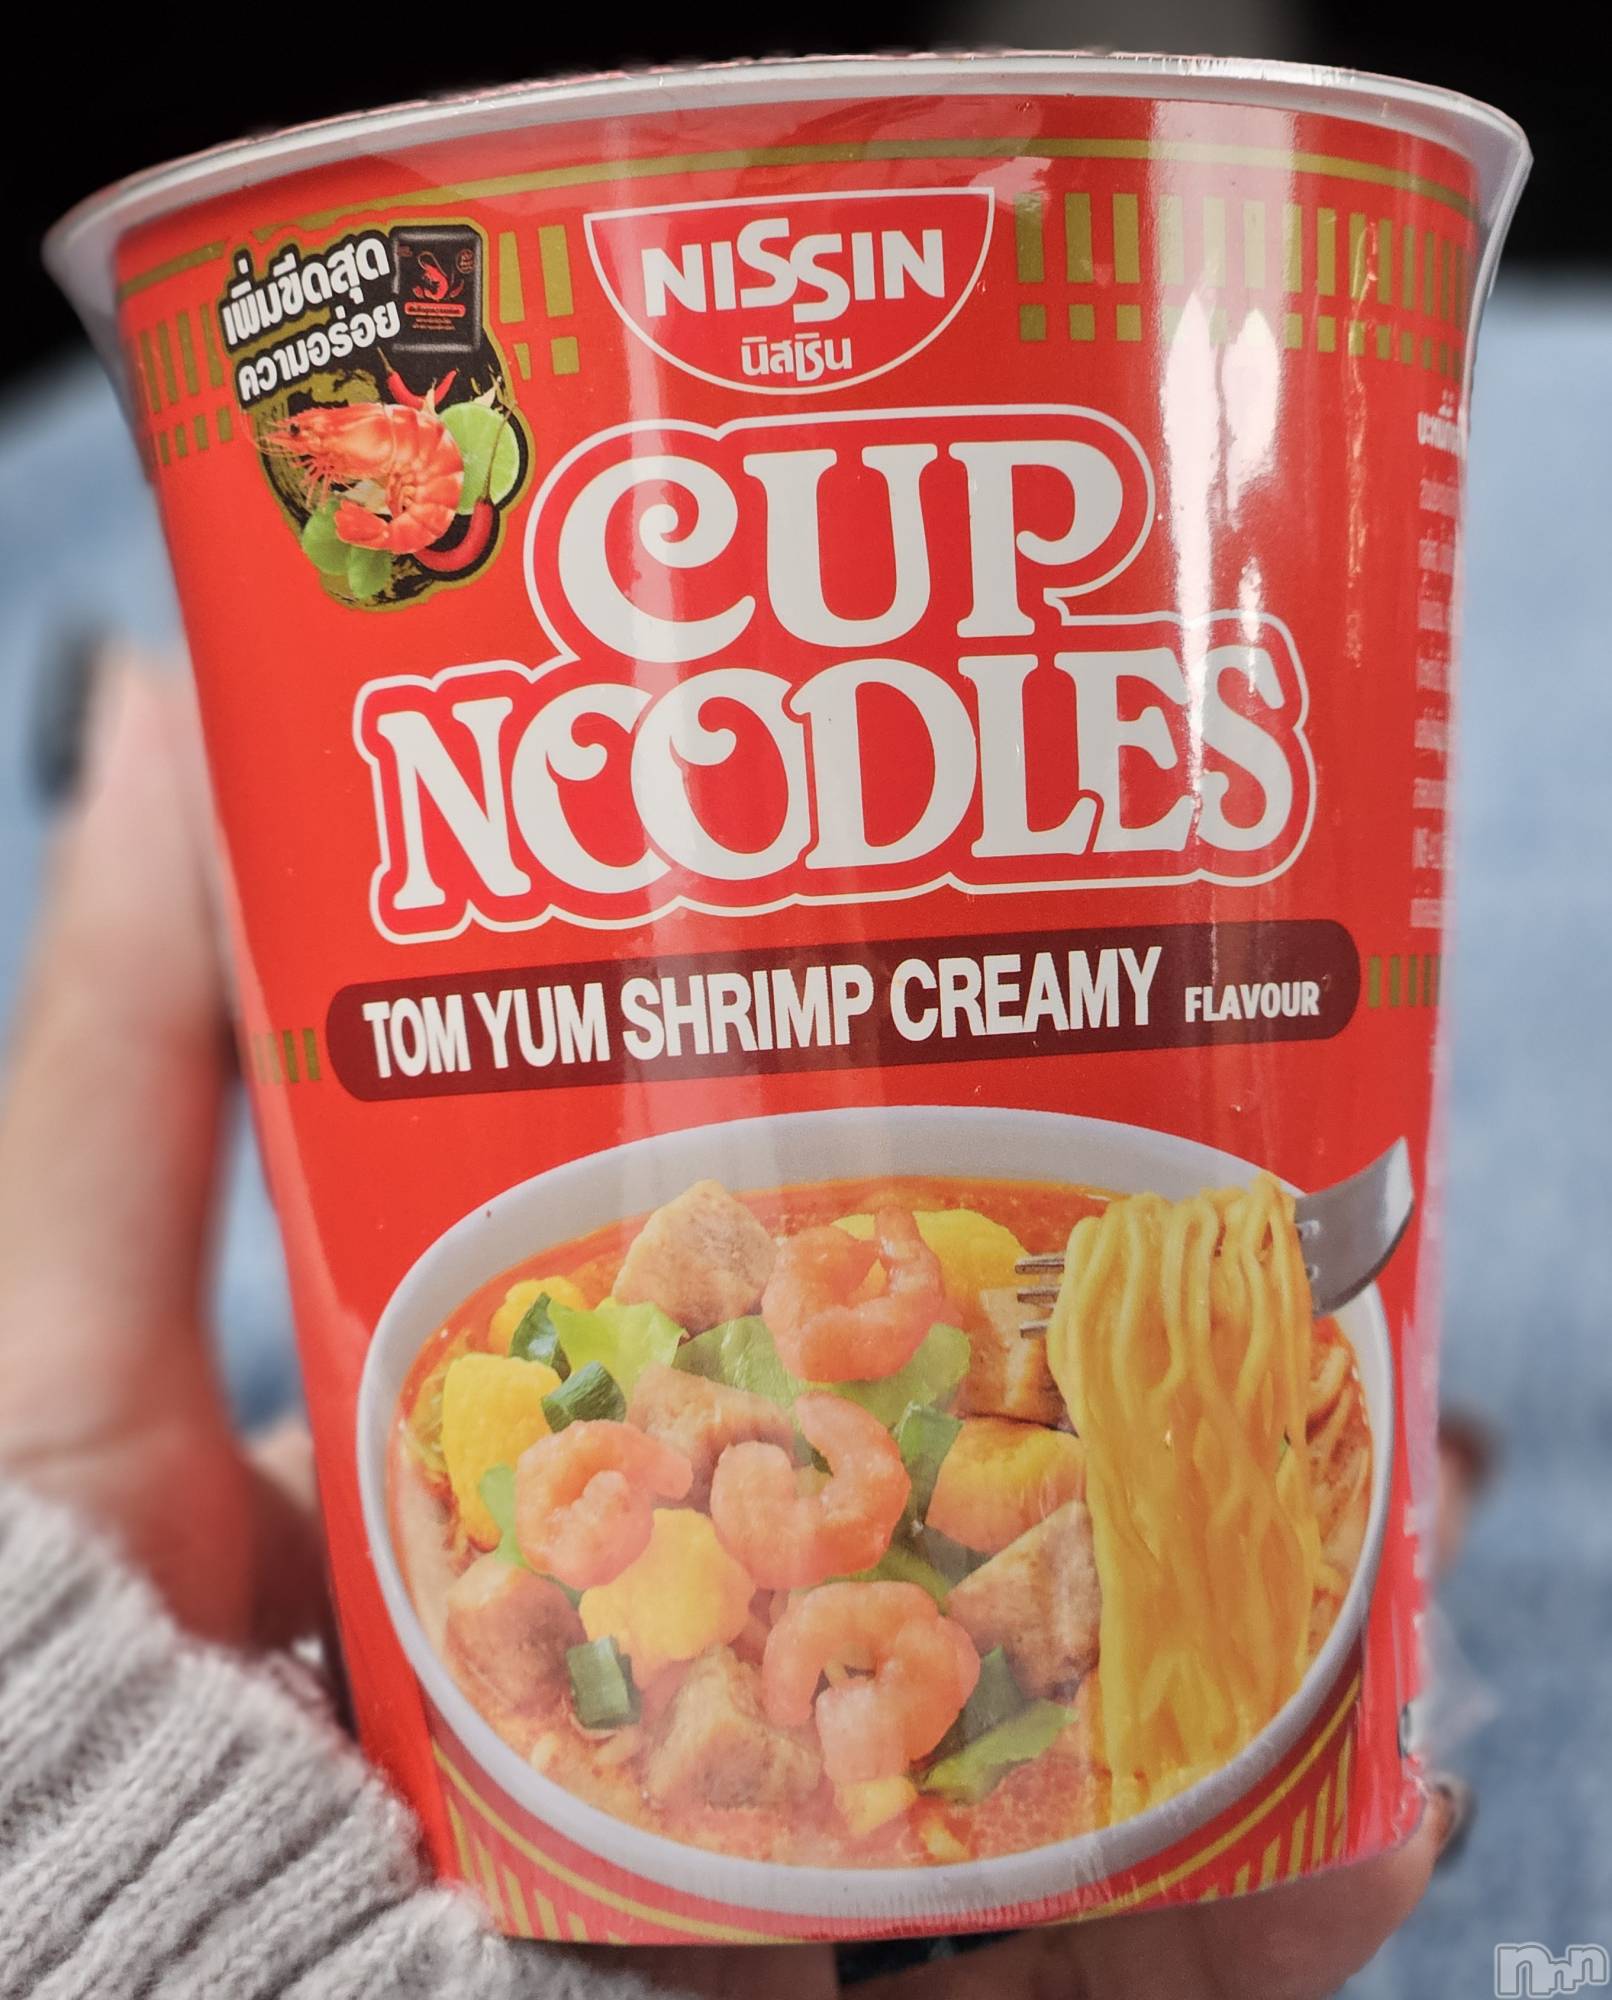 เพิ่มขีดสุด
ความอร่อย
NISSIN
นิสชิน
CUP
NOODLES
TOM YUM SHRIMP CREAMY FLAVOUR